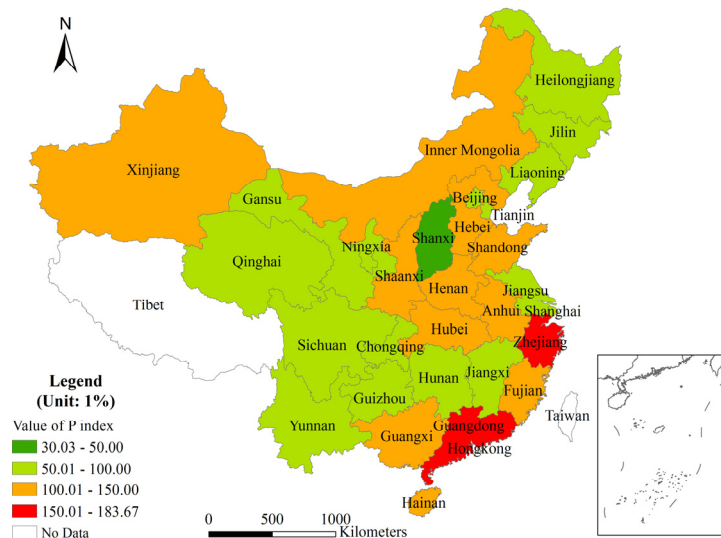 N
Heilongjiang
Jilin
Inner Mongolia
Liaoning
Xinjiang
Beijing
Gansu
Tianjin
Hebei
Ningxia
Shanxi
Shandong
Qinghai
Shaanxi
Henan
Jiangsu
Tibet
Anhui
Shanghai
Hubei
Sichuan
Chongqing
Zhejiang
Hunan
Jiangxi
Guizhou
Fujian
Yunnan
Guangxi
Guangdong
Taiwan
Hongkong
Hainan
Legend
(Unit: 1%)
Value of P index
30.03 - 50.00
50.01 - 100.00
100.01 - 150.00
150.01 - 183.67
No Data
0 500 1000
Kilometers